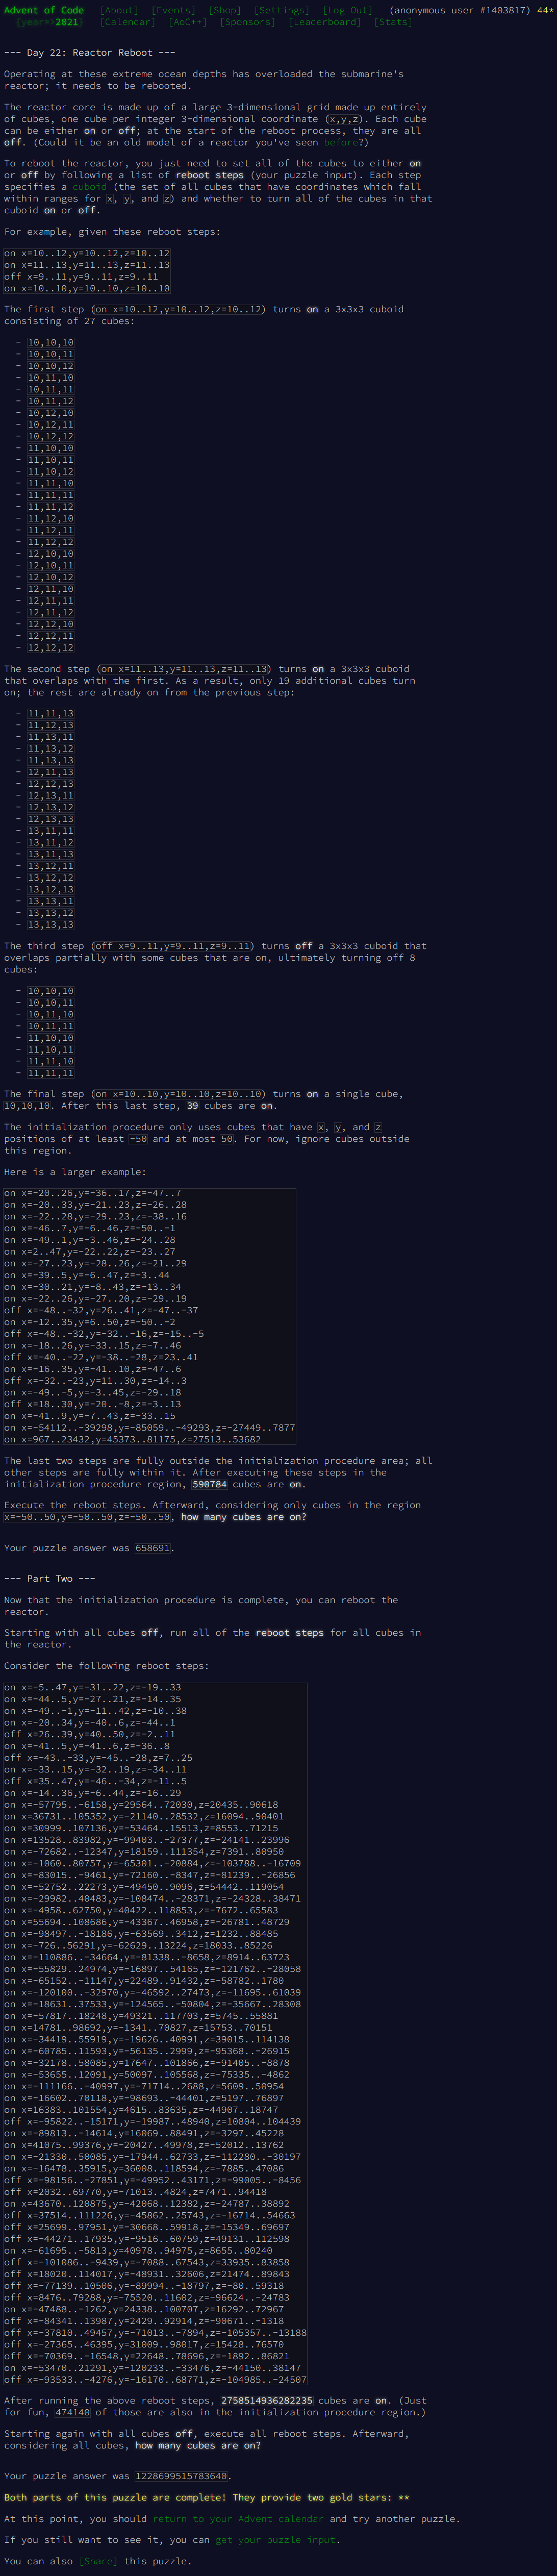 Advent of Code [About] [Events] [Shop] [Settings] [Log Out] (anonymous user #1403817) 44*
{year=>2021} [Calendar] [AoC++] [Sponsors] [Leaderboard] [Stats]
--- Day 22: Reactor Reboot ---
Operating at these extreme ocean depths has overloaded the submarine's
reactor; it needs to be rebooted.
The reactor core is made up of a large 3-dimensional grid made up entirely
of cubes, one cube per integer 3-dimensional coordinate (x,y,z). Each cube
can be either on or off; at the start of the reboot process, they are all
off. (Could it be an old model of a reactor you've seen before?)
To reboot the reactor, you just need to set all of the cubes to either on
or off by following a list of reboot steps (your puzzle input). Each step
specifies a cuboid (the set of all cubes that have coordinates which fall
within ranges for x, y, and z) and whether to turn all of the cubes in that
cuboid on or off.
For example, given these reboot steps:
on x=10..12,y=10..12,z=10..12
on x=11..13,y=11..13,z=11..13
off x=9..11,y=9..11,z=9..11
on x=10..10,y=10..10,z=10..10
The first step (on x=10..12,y=10..12,z=10..12) turns on a 3x3x3 cuboid
consisting of 27 cubes:
- 10,10,10
- 10,10,11
- 10,10,12
- 10,11,10
- 10,11,11
- 10,11,12
- 10,12,10
- 10,12,11
- 10,12,12
- 11,10,10
- 11,10,11
- 11,10,12
- 11,11,10
- 11,11,11
- 11,11,12
- 11,12,10
- 11,12,11
- 11,12,12
- 12,10,10
- 12,10,11
- 12,10,12
- 12,11,10
- 12,11,11
- 12,11,12
- 12,12,10
- 12,12,11
- 12,12,12
The second step (on x=11..13,y=11..13,z=11..13) turns on a 3x3x3 cuboid
that overlaps with the first. As a result, only 19 additional cubes turn
on; the rest are already on from the previous step:
- 11,11,13
- 11,12,13
- 11,13,11
- 11,13,12
- 11,13,13
- 12,11,13
- 12,12,13
- 12,13,11
- 12,13,12
- 12,13,13
- 13,11,11
- 13,11,12
- 13,11,13
- 13,12,11
- 13,12,12
- 13,12,13
- 13,13,11
- 13,13,12
- 13,13,13
The third step (off x=9..11,y=9..11,z=9..11) turns off a 3x3x3 cuboid that
overlaps partially with some cubes that are on, ultimately turning off 8
cubes:
- 10,10,10
- 10,10,11
- 10,11,10
- 10,11,11
- 11,10,10
- 11,10,11
- 11,11,10
- 11,11,11
The final step (on x=10..10,y=10..10,z=10..10) turns on a single cube,
10,10,10. After this last step, 39 cubes are on.
The initialization procedure only uses cubes that have x, y, and z
positions of at least -50 and at most 50. For now, ignore cubes outside
this region.
Here is a larger example:
on x=-20..26,y=-36..17,z=-47..7
on x=-20..33,y=-21..23,z=-26..28
on x=-22..28,y=-29..23,z=-38..16
on x=-46..7,y=-6..46,z=-50..-1
on x=-49..1,y=-3..46,z=-24..28
on x=2..47,y=-22..22,z=-23..27
on x=-27..23,y=-28..26,z=-21..29
on x=-39..5,y=-6..47,z=-3..44
on x=-30..21,y=-8..43,z=-13..34
on x=-22..26,y=-27..20,z=-29..19
off x=-48..-32,y=26..41,z=-47..-37
on x=-12..35,y=6..50,z=-50..-2
off x=-48..-32,y=-32..-16,z=-15..-5
on x=-18..26,y=-33..15,z=-7..46
off x=-40..-22,y=-38..-28,z=23..41
on x=-16..35,y=-41..10,z=-47..6
off x=-32..-23,y=11..30,z=-14..3
on x=-49..-5,y=-3..45,z=-29..18
off x=18..30,y=-20..-8,z=-3..13
on x=-41..9,y=-7..43,z=-33..15
on x=-54112..-39298,y=-85059..-49293,z=-27449..7877
on x=967..23432,y=45373..81175,z=27513..53682
The last two steps are fully outside the initialization procedure area; all
other steps are fully within it. After executing these steps in the
initialization procedure region, 590784 cubes are on.
Execute the reboot steps. Afterward, considering only cubes in the region
x=-50..50,y=-50..50,z=-50..50, how many cubes are on?
Your puzzle answer was 658691.
--- Part Two ---
Now that the initialization procedure is complete, you can reboot the
reactor.
Starting with all cubes off, run all of the reboot steps for all cubes in
the reactor.
Consider the following reboot steps:
on x=-5..47,y=-31..22,z=-19..33
on x=-44..5,y=-27..21,z=-14..35
on x=-49..-1,y=-11..42,z=-10..38
on x=-20..34,y=-40..6,z=-44..1
off x=26..39,y=40..50,z=-2..11
on x=-41..5,y=-41..6,z=-36..8
off x=-43..-33,y=-45..-28,z=7..25
on x=-33..15,y=-32..19,z=-34..11
off x=35..47,y=-46..-34,z=-11..5
on x=-14..36,y=-6..44,z=-16..29
on x=-57795..-6158,y=29564..72030,z=20435..90618
on x=36731..105352,y=-21140..28532,z=16094..90401
on x=30999..107136,y=-53464..15513,z=8553..71215
on x=13528..83982,y=-99403..-27377,z=-24141..23996
on x=-72682..-12347,y=18159..111354,z=7391..80950
on x=-1060..80757,y=-65301..-20884,z=-103788..-16709
on x=-83015..-9461,y=-72160..-8347,z=-81239..-26856
on x=-52752..22273,y=-49450..9096,z=54442..119054
on x=-29982..40483,y=-108474..-28371,z=-24328..38471
on x=-4958..62750,y=40422..118853,z=-7672..65583
on x=55694..108686,y=-43367..46958,z=-26781..48729
on x=-98497..-18186,y=-63569..3412,z=1232..88485
on x=-726..56291,y=-62629..13224,z=18033..85226
on x=-110886..-34664,y=-81338..-8658,z=8914..63723
on x=-55829..24974,y=-16897..54165,z=-121762..-28058
on x=-65152..-11147,y=22489..91432,z=-58782..1780
on x=-120100..-32970,y=-46592..27473,z=-11695..61039
on x=-18631..37533,y=-124565..-50804,z=-35667..28308
on x=-57817..18248,y=49321..117703,z=5745..55881
on x=14781..98692,y=-1341..70827,z=15753..70151
on x=-34419..55919,y=-19626..40991,z=39015..114138
on x=-60785..11593,y=-56135..2999,z=-95368..-26915
on x=-32178..58085,y=17647..101866,z=-91405..-8878
on x=-53655..12091,y=50097..105568,z=-75335..-4862
on x=-111166..-40997,y=-71714..2688,z=5609..50954
on x=-16602..70118,y=-98693..-44401,z=5197..76897
on x=16383..101554,y=4615..83635,z=-44907..18747
off x=-95822..-15171,y=-19987..48940,z=10804..104439
on x=-89813..-14614,y=16069..88491,z=-3297..45228
on x=41075..99376,y=-20427..49978,z=-52012..13762
on x=-21330..50085,y=-17944..62733,z=-112280..-30197
on x=-16478..35915,y=36008..118594,z=-7885..47086
off x=-98156..-27851,y=-49952..43171,z=-99005..-8456
off x=2032..69770,y=-71013..4824,z=7471..94418
on x=43670..120875,y=-42068..12382,z=-24787..38892
off x=37514..111226,y=-45862..25743,z=-16714..54663
off x=25699..97951,y=-30668..59918,z=-15349..69697
off x=-44271..17935,y=-9516..60759,z=49131..112598
on x=-61695..-5813,y=40978..94975,z=8655..80240
off x=-101086..-9439,y=-7088..67543,z=33935..83858
off x=18020..114017,y=-48931..32606,z=21474..89843
off x=-77139..10506,y=-89994..-18797,z=-80..59318
off x=8476..79288,y=-75520..11602,z=-96624..-24783
on x=-47488..-1262,y=24338..100707,z=16292..72967
off x=-84341..13987,y=2429..92914,z=-90671..-1318
off x=-37810..49457,y=-71013..-7894,z=-105357..-13188
off x=-27365..46395,y=31009..98017,z=15428..76570
off x=-70369..-16548,y=22648..78696,z=-1892..86821
on x=-53470..21291,y=-120233..-33476,z=-44150..38147
off x=-93533..-4276,y=-16170..68771,z=-104985..-24507
After running the above reboot steps, 2758514936282235 cubes are on. (Just
for fun, 474140 of those are also in the initialization procedure region.)
Starting again with all cubes off, execute all reboot steps. Afterward,
considering all cubes, how many cubes are on?
Your puzzle answer was 1228699515783640.
Both parts of this puzzle are complete! They provide two gold stars: **
At this point, you should return to your Advent calendar and try another puzzle.
If you still want to see it, you can get your puzzle input.
You can also [Share] this puzzle.